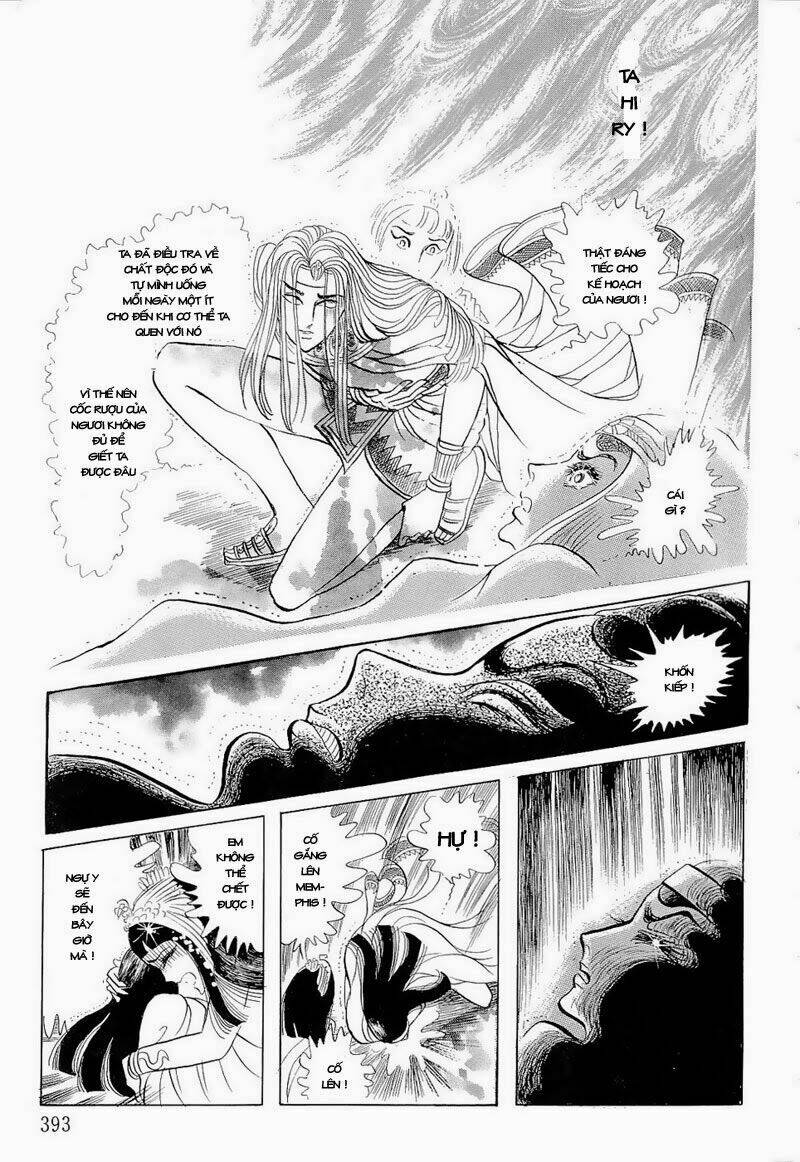 TA
HI
RY !
THẬT ĐÁNG
TIẾC CHO
KẾ HOẠCH
CỦA NGƯƠI !
TA ĐÃ ĐIỀU TRA VỀ
CHẤT ĐỘC ĐÓ VÀ
TỰ MÌNH UỐNG
MỖI NGÀY MỘT ÍT
CHO ĐẾN KHI CƠ THỂ TA
QUEN VỚI NÓ
VÌ THẾ NÊN
CỐC RƯỢU CỦA
NGƯƠI KHÔNG
ĐỦ ĐỂ
GIẾT TA
ĐƯỢC ĐÂU
CÁI
GÌ ?
KHỐN
KIẾP !
HỰ !
CỐ
GẮNG
LÊN
MEM-
PHIS !
CỐ
LÊN !
EM
KHÔNG
THỂ
CHẾT
ĐƯỢC !
NGỰ Y
SẼ
ĐẾN
BÂY
GIỜ
MÀ !
393